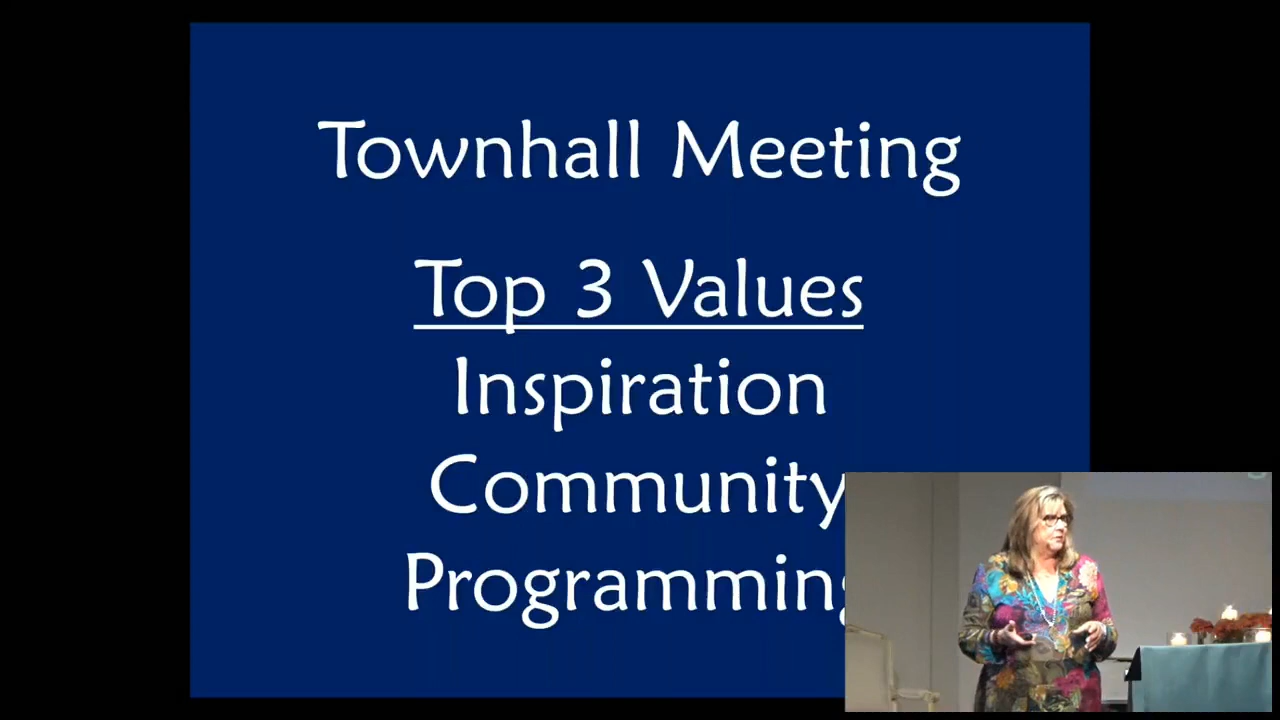 Townhall Meeting
Top 3 Values
Inspiration
Community
Programming